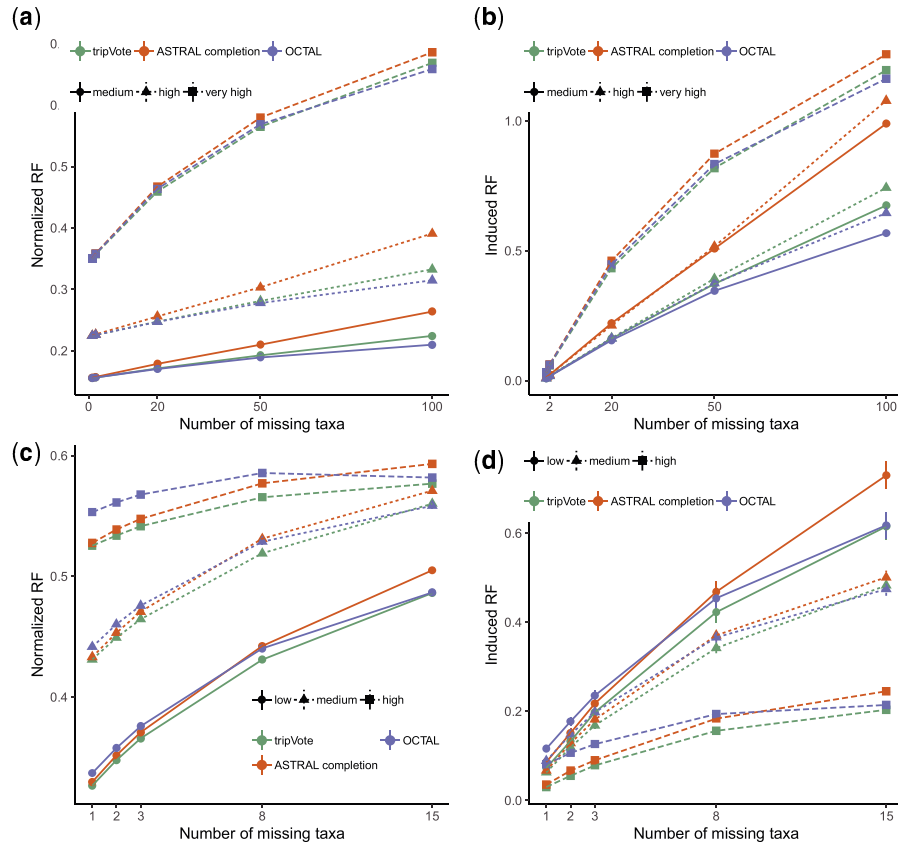 (a)
0.
tripVote ASTRAL completion OCTAL
medium high very high
0.
0.5
0.4
0.3
0.2
Normalized RF
0 20 50 100
Number of missing taxa
(b)
tripVote ASTRAL completion OCTAL
medium high very high
1.0
0.5
0.0
Induced RF
2 20 50 100
Number of missing taxa
(c)
0.6
0.5
0.4
Normalized RF
low medium high
tripVote OCTAL
ASTRAL completion
1 2 3 8 15
Number of missing taxa
(d)
low medium high
tripVote ASTRAL completion OCTAL
0.6
0.4
0.2
0.0
Induced RF
1 2 3 8 15
Number of missing taxa